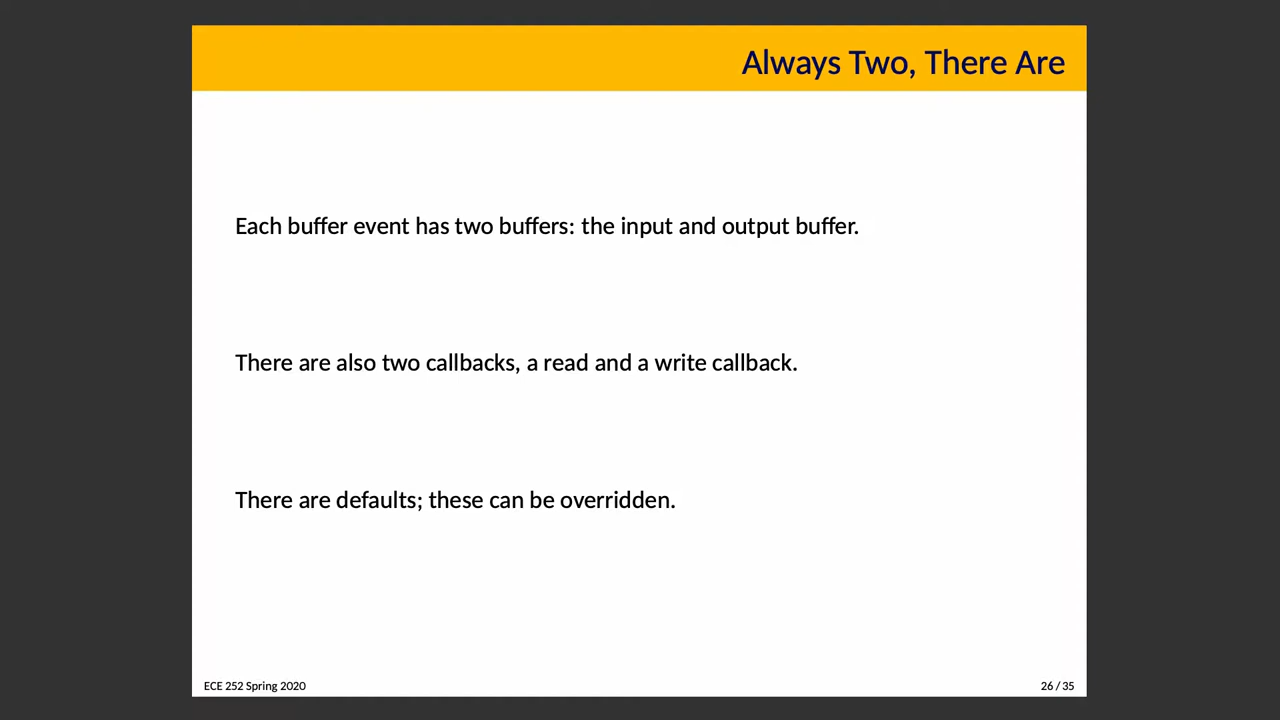 Always Two, There Are
Each buffer event has two buffers: the input and output buffer.
There are also two callbacks, a read and a write callback.
There are defaults; these can be overridden.
ECE 252 Spring 2020
26 / 35